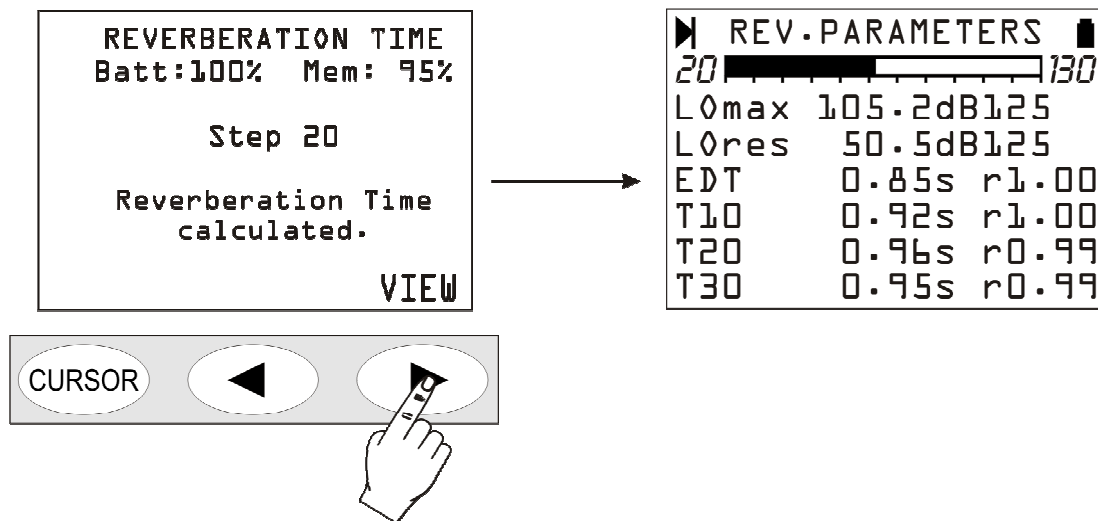 REVERBERATION TIME
Batt:100% Mem: 95%
Step 20
Reverberation Time
calculated.
VIEW
CURSOR
REV.PARAMETERS
20 130
L0max 105.2dB125
L0res 50.5dB125
EDT 0.85s r1.00
T10 0.92s r1.00
T20 0.96s r0.99
T30 0.95s r0.99